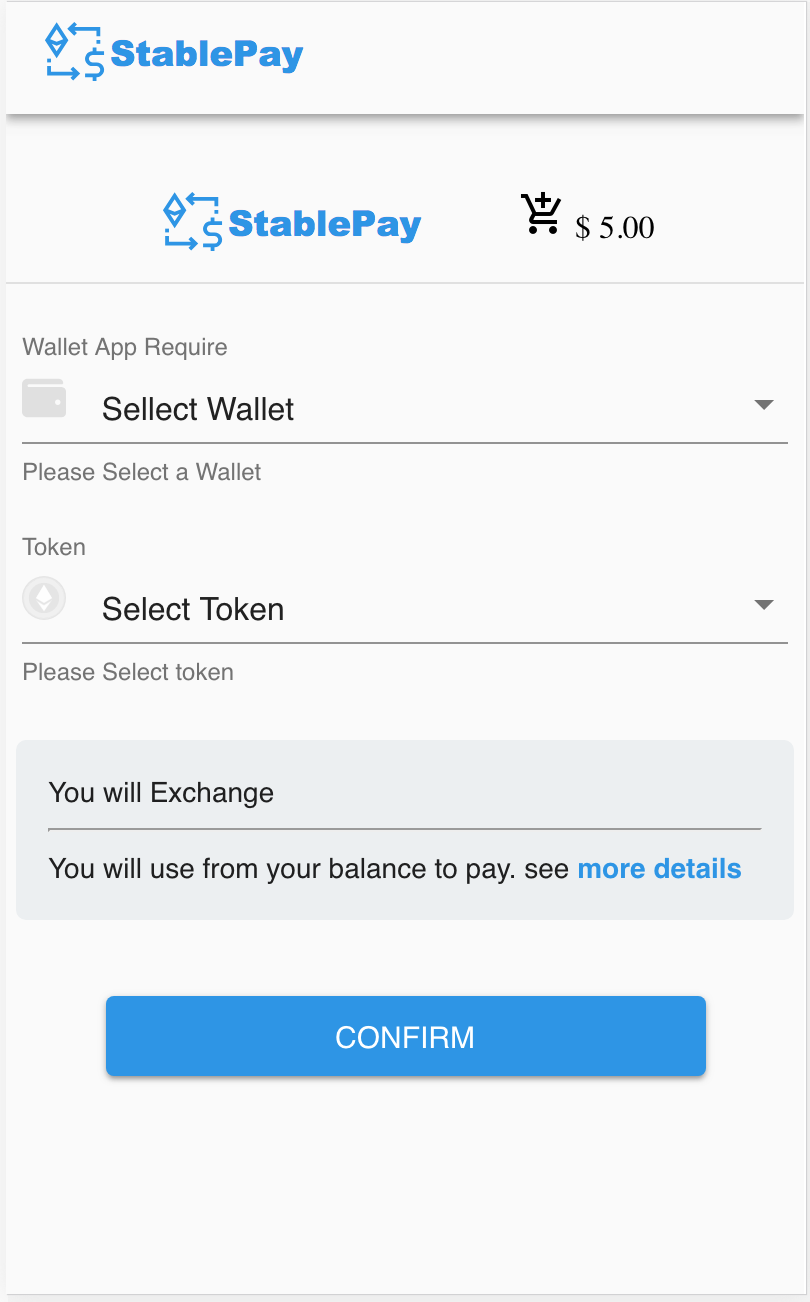 StablePay
StablePay $ 5.00
Wallet App Require
Sellect Wallet
Please Select a Wallet
Token
Select Token
Please Select token
You will Exchange
You will use from your balance to pay. see more details
CONFIRM